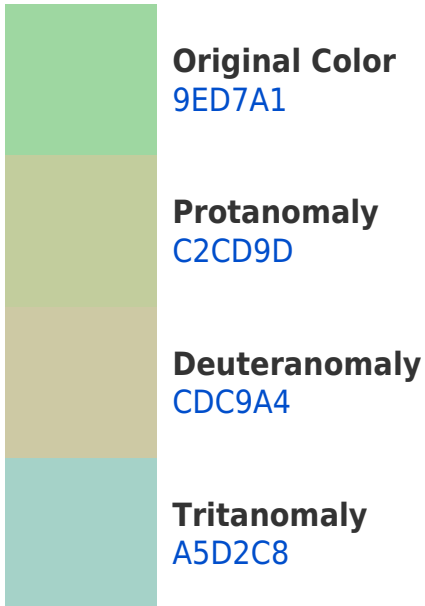 Original Color
9ED7A1
Protanomaly
C2CD9D
Deuteranomaly
CDC9A4
Tritanomaly
A5D2C8